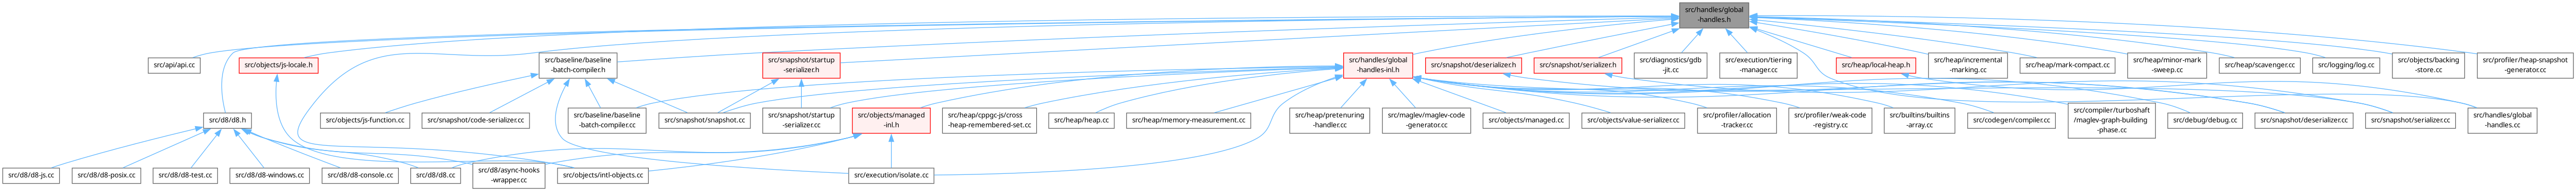 src/handles/global
-handles.h
src/api/api.cc
src/objects/js-locale.h
src/baseline/baseline
-batch-compiler.h
src/snapshot/startup
-serializer.h
src/handles/global
-handles-inl.h
src/snapshot/deserializer.h
src/snapshot/serializer.h
src/diagnostics/gdb
-jit.cc
src/execution/tiering
-manager.cc
src/heap/local-heap.h
src/heap/incremental
-marking.cc
src/heap/mark-compact.cc
src/heap/minor-mark
-sweep.cc
src/heap/scavenger.cc
src/logging/log.cc
src/objects/backing
-store.cc
src/profiler/heap-snapshot
-generator.cc
src/d8/d8.h
src/objects/js-function.cc
src/snapshot/code-serializer.cc
src/baseline/baseline
-batch-compiler.cc
src/snapshot/snapshot.cc
src/snapshot/startup
-serializer.cc
src/objects/managed
-inl.h
src/heap/cppgc-js/cross
-heap-remembered-set.cc
src/heap/heap.cc
src/heap/memory-measurement.cc
src/heap/pretenuring
-handler.cc
src/maglev/maglev-code
-generator.cc
src/objects/managed.cc
src/objects/value-serializer.cc
src/profiler/allocation
-tracker.cc
src/profiler/weak-code
-registry.cc
src/builtins/builtins
-array.cc
src/codegen/compiler.cc
src/compiler/turboshaft
/maglev-graph-building
-phase.cc
src/debug/debug.cc
src/snapshot/deserializer.cc
src/snapshot/serializer.cc
src/handles/global
-handles.cc
src/d8/d8-js.cc
src/d8/d8-posix.cc
src/d8/d8-test.cc
src/d8/d8-windows.cc
src/d8/d8-console.cc
src/d8/d8.cc
src/d8/async-hooks
-wrapper.cc
src/objects/intl-objects.cc
src/execution/isolate.cc